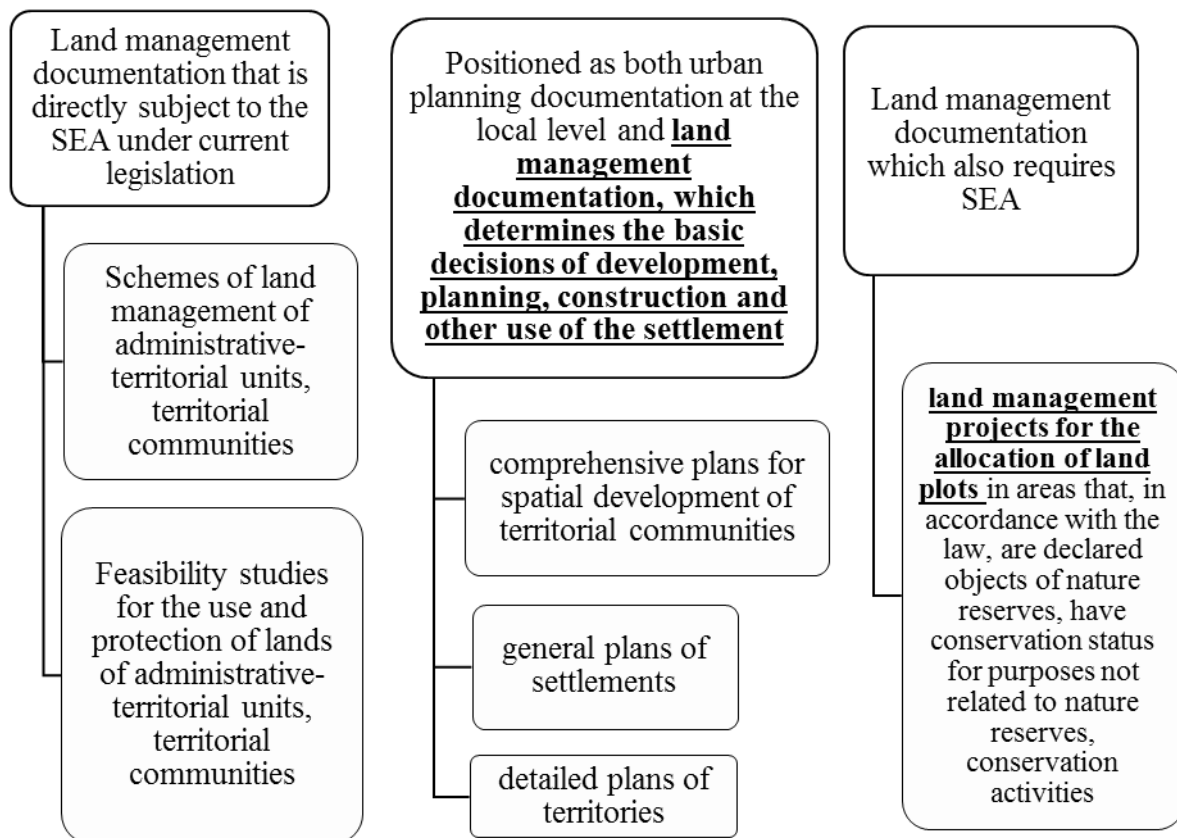 Land management
documentation that is
directly subject to the
SEA under current
legislation
Schemes of land
management of
administrative-
territorial units,
territorial
communities
Feasibility studies
for the use and
protection of lands
of administrative-
territorial units,
territorial
communities
Positioned as both urban
planning documentation at the
local level and land
management
documentation, which
determines the basic
decisions of development,
planning, construction and
other use of the settlement
comprehensive plans for
spatial development of
territorial communities
general plans of
settlements
detailed plans of
territories
Land management
documentation
which also requires
SEA
land management
projects for the
allocation of land
plots in areas that, in
accordance with the
law, are declared
objects of nature
reserves, have
conservation status
for purposes not
related to nature
reserves,
conservation
activities